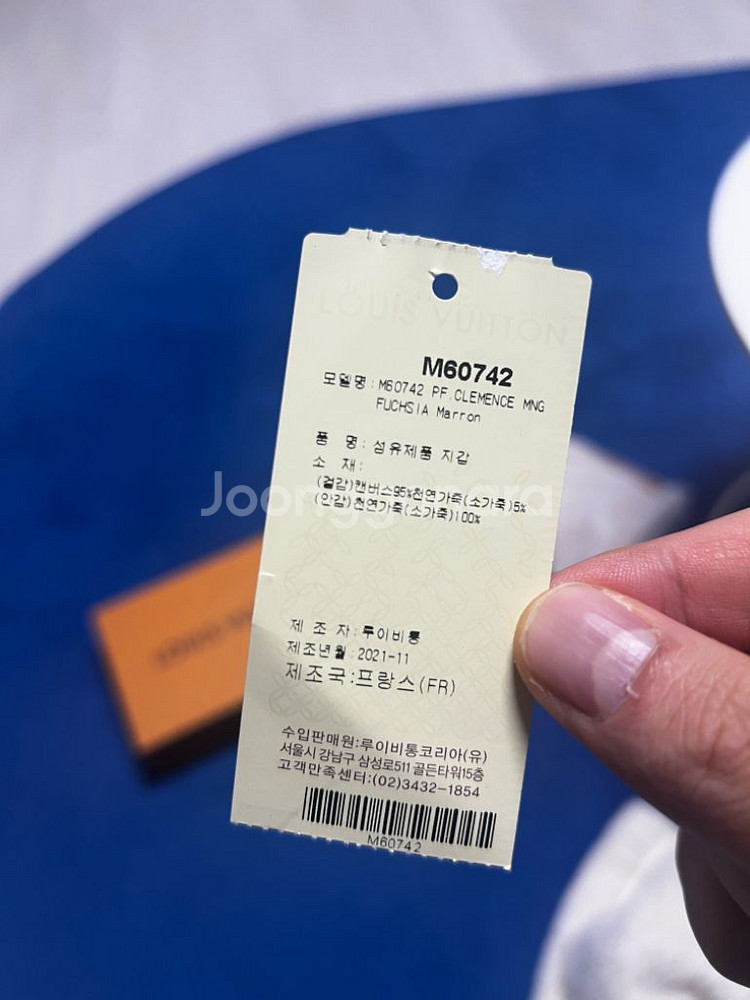 LOUIS VUITTON
M60742
모델명:M60742 PF.CLEMENCE MNG
FUCHSIA Marron
품 명:섬유제품 지갑
소 재:
(겉감)캔버스95%천연가죽(소가죽)5%
(안감)천연가죽(소가죽)100%
제 조 자:루이비통
제조년월:2021-11
제조국:프랑스(FR)
수입판매원:루이비통코리아(유)
서울시 강남구 삼성로511 골든타워15층
고객만족센터:(02)3432-1854
M60742